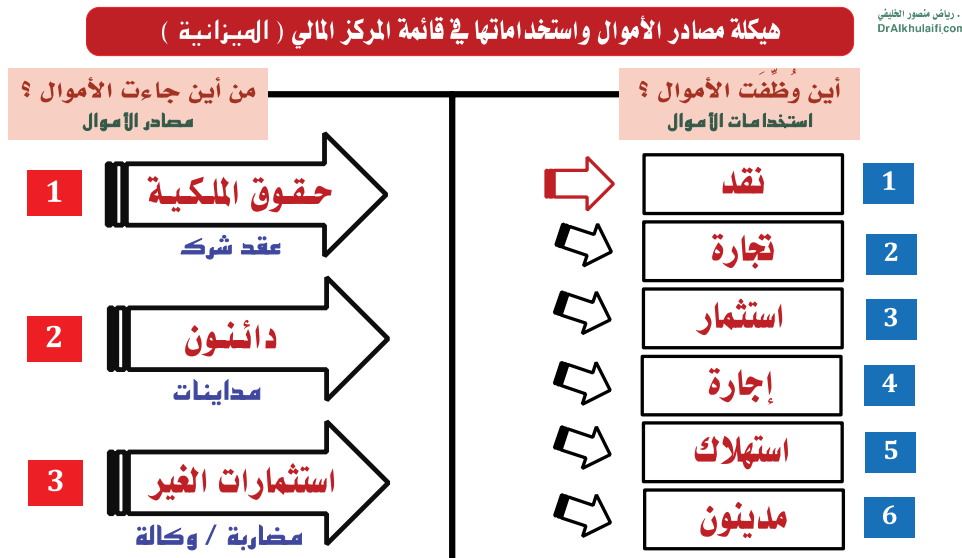 . رياض منصور الخليفي
DrAlkhulaifi.com
هيكلة مصادر الأموال واستخداماتها في قائمة المركز المالي ( الميزانية )
أين وُظِّفَت الأموال ؟
استخدامات الأموال
1 نقد
2 تجارة
3 استثمار
4 إجارة
5 استهلاك
6 مدينون
من أين جاءت الأموال ؟
مصادر الأموال
1 حقوق الملكية
عقد شرك
2 دائنون
مداينات
3 استثمارات الغير
مضاربة / وكالة